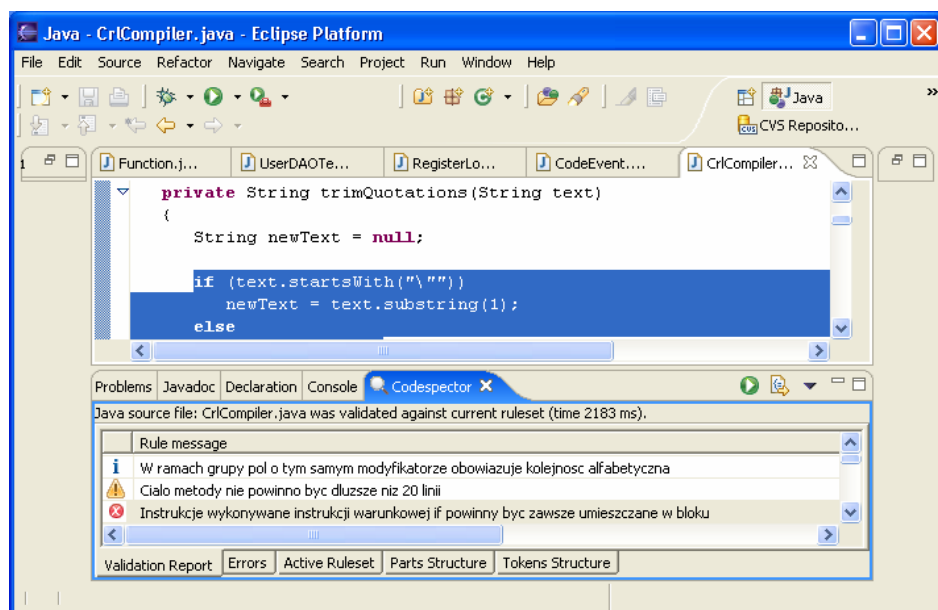 Java - CrlCompiler.java - Eclipse Platform
File Edit Source Refactor Navigate Search Project Run Window Help
Java
»
CVS Reposito...
Function.j... UserDAOTe... RegisterLo... CodeEvent.... CrlCompiler...
private String trimQuotations(String text)
{
String newText = null;
if (text.startsWith("\""))
newText = text.substring(1);
else
Problems Javadoc Declaration Console Codespector
Java source file: CrlCompiler.java was validated against current ruleset (time 2183 ms).
Rule message
W ramach grupy pol o tym samym modyfikatorze obowiazuje kolejnosc alfabetyczna
Cialo metody nie powinno byc dluzsze niz 20 linii
Instrukcje wykonywane instrukcji warunkowej if powinny byc zawsze umieszczane w bloku
Validation Report Errors Active Ruleset Parts Structure Tokens Structure